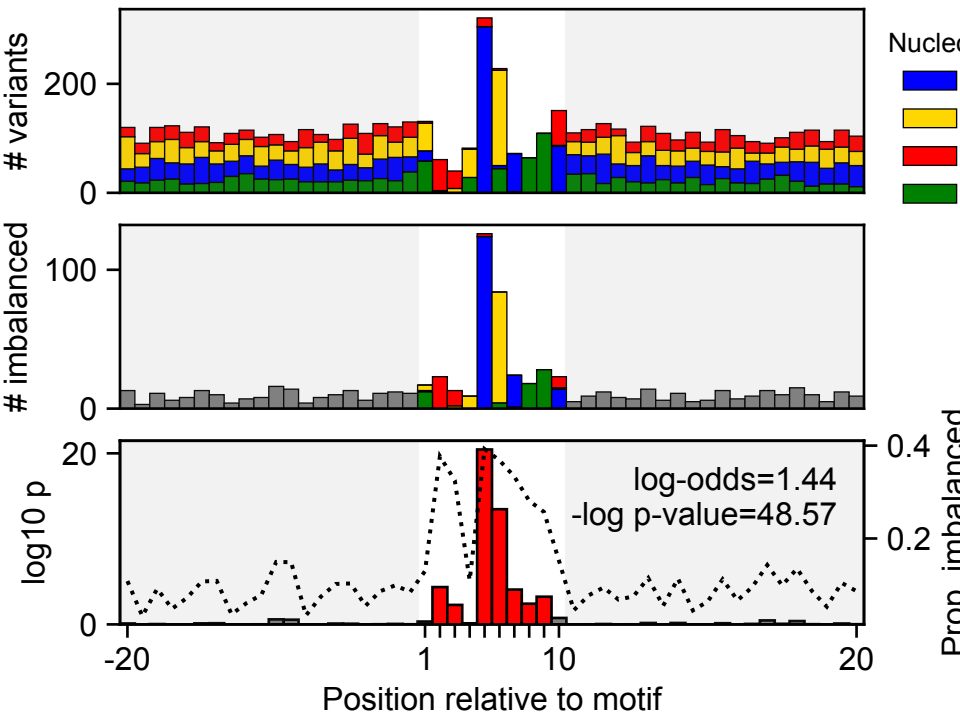 # variants
200
0
Nucleo
# imbalanced
100
0
log10 p
20
0
log-odds=1.44
-log p-value=48.57
0.4
0.2
Prop. imbalanced
-20
1
10
20
Position relative to motif